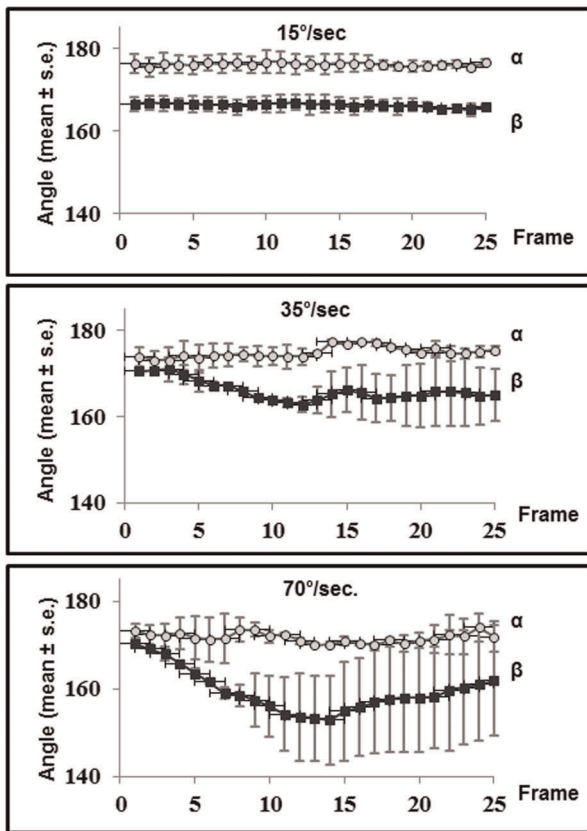 15°/sec
Angle (mean ± s.e.)
180
160
140
α
β
0 5 10 15 20 25 Frame
35°/sec
Angle (mean ± s.e.)
180
160
140
α
β
0 5 10 15 20 25 Frame
70°/sec.
Angle (mean ± s.e.)
180
160
140
α
β
0 5 10 15 20 25 Frame